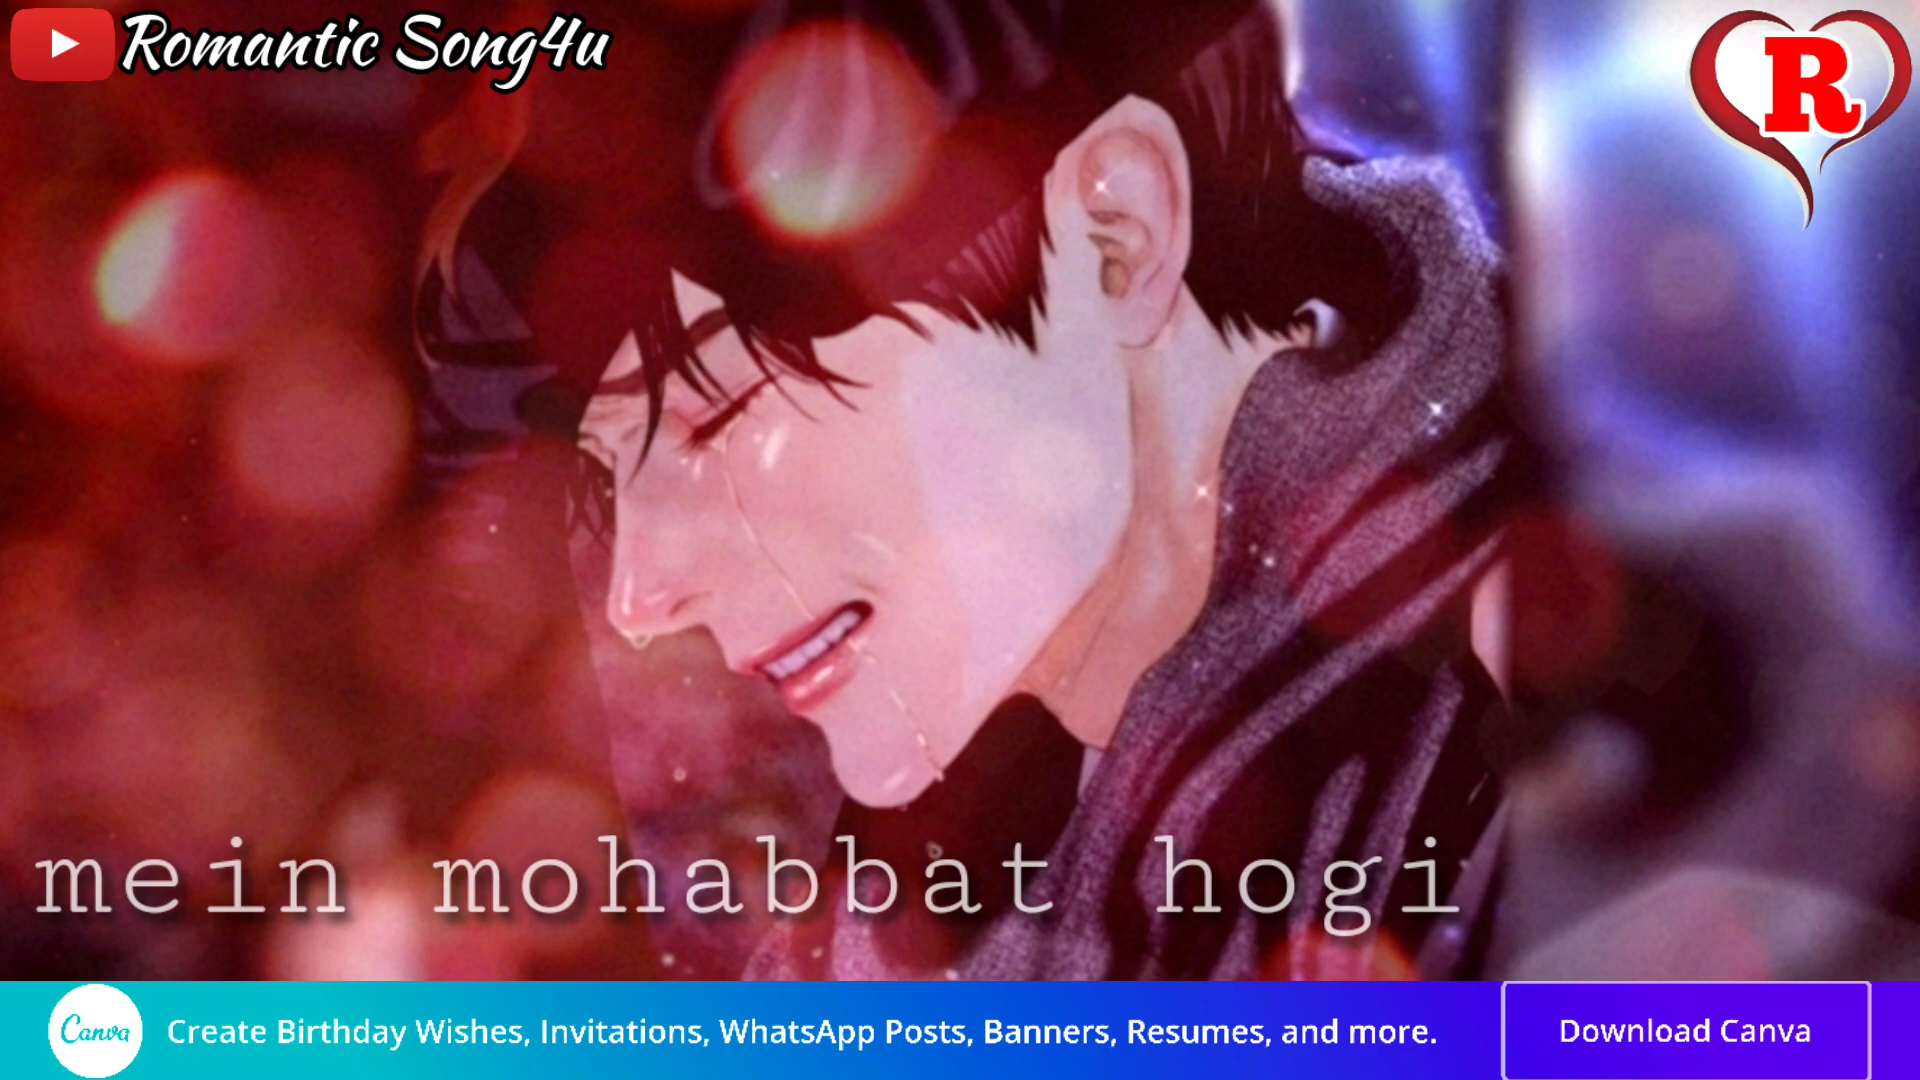 Romantic Song4u
R
mein mohabbat hogi
Canva
Create Birthday Wishes, Invitations, WhatsApp Posts, Banners, Resumes, and more.
Download Canva